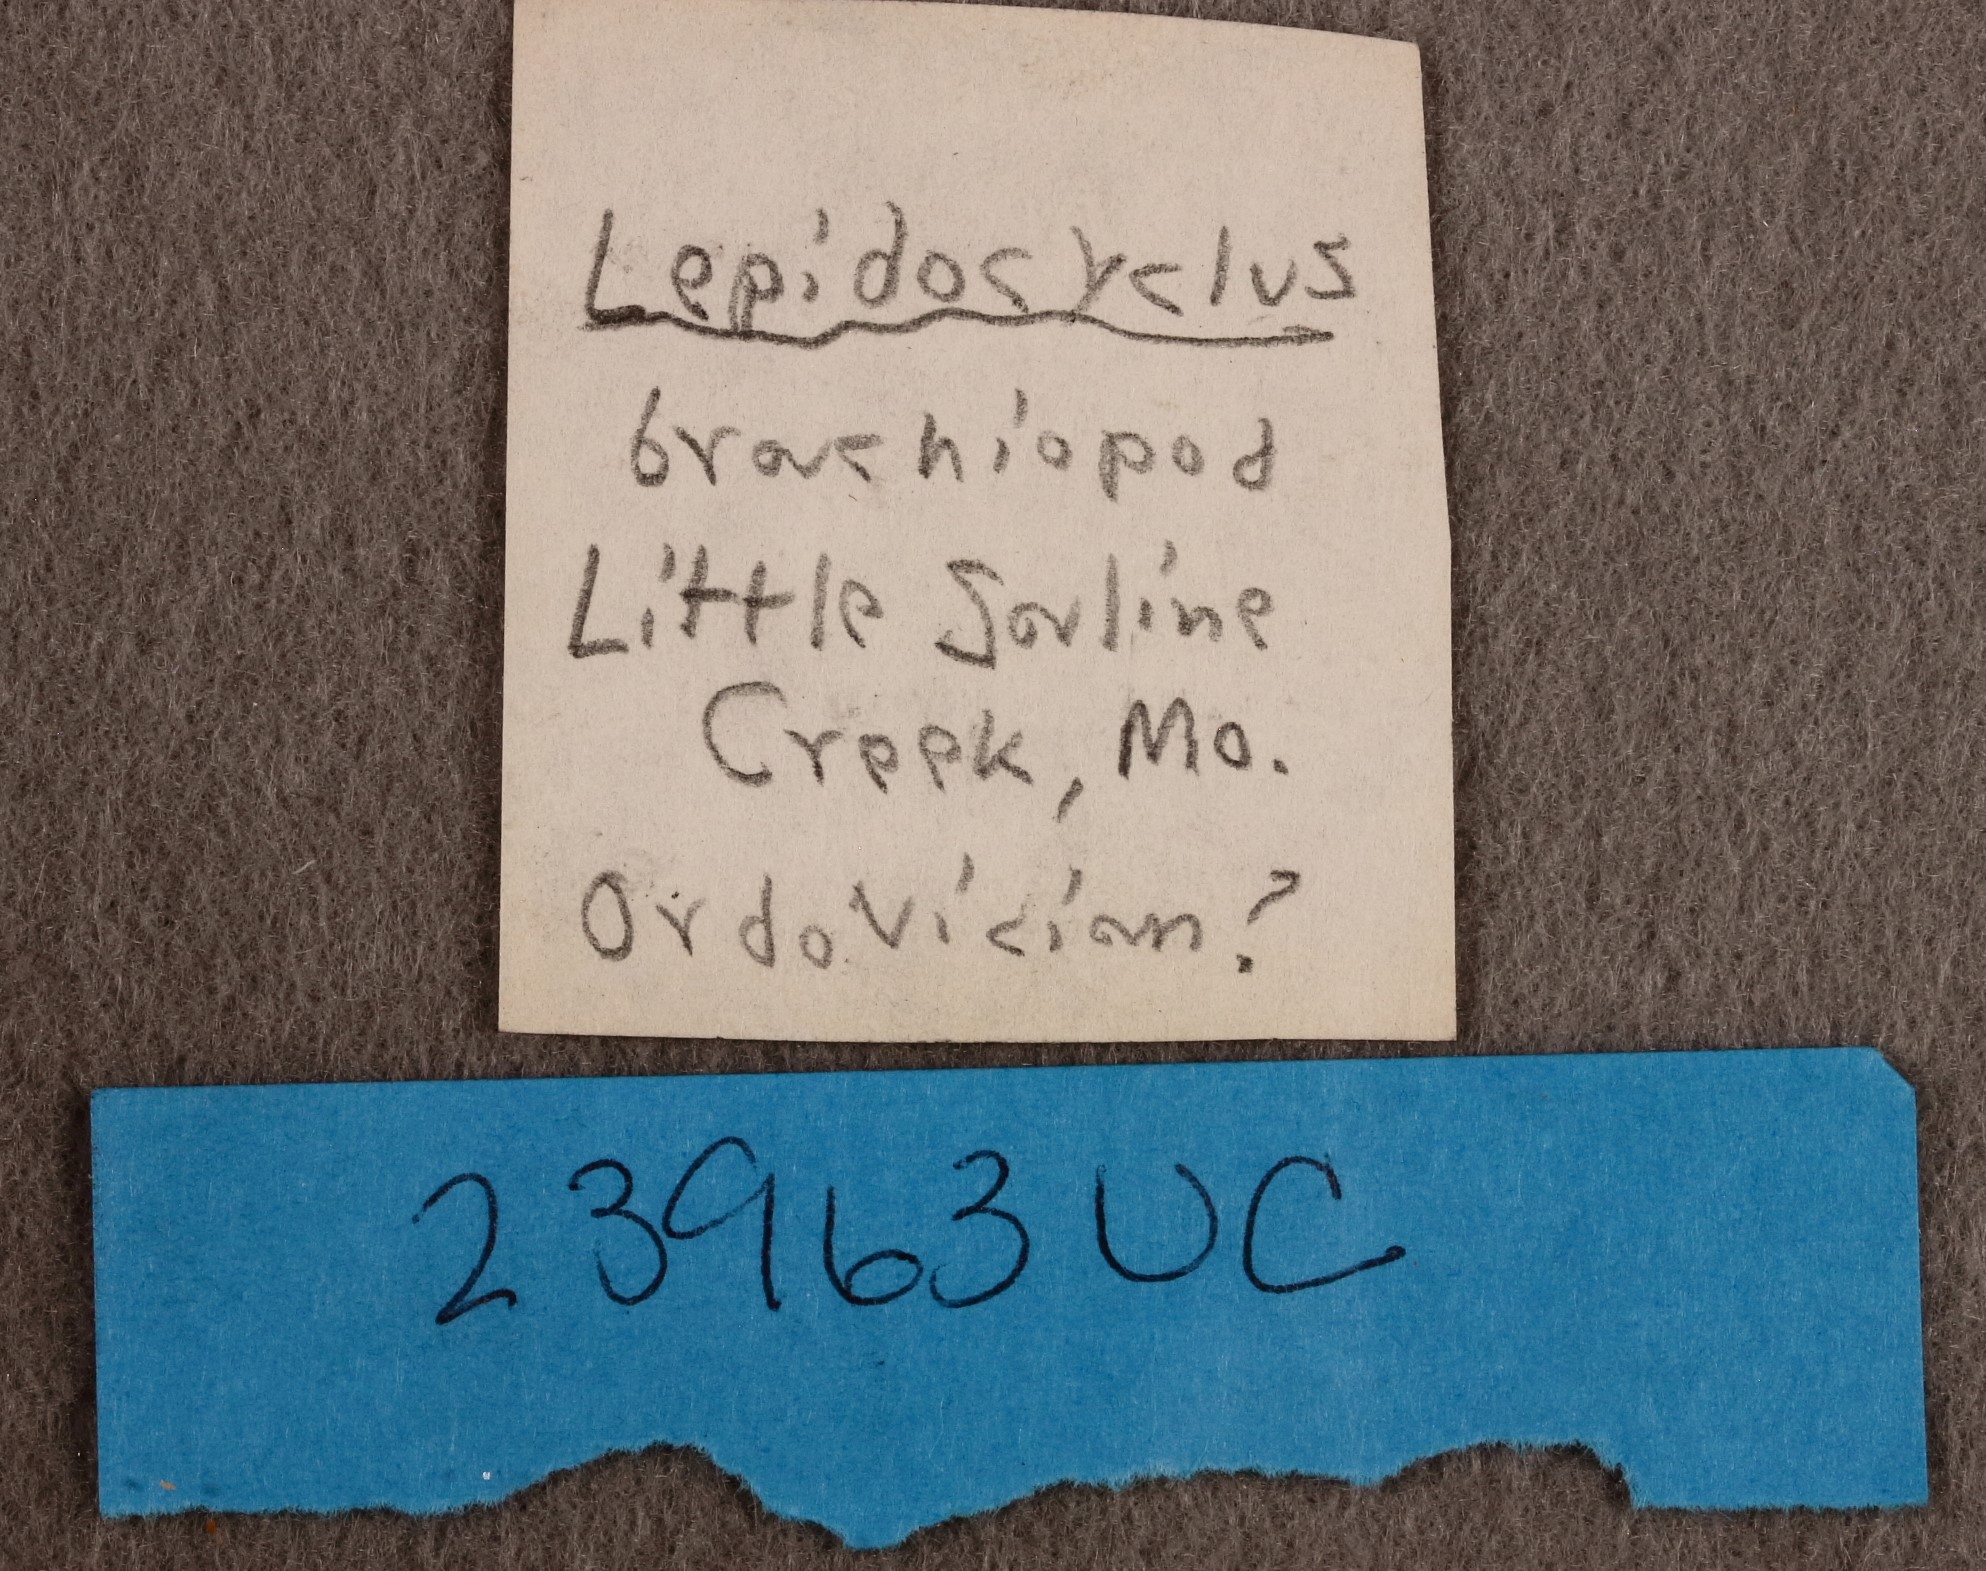 Lepidocyclus
brachiopod
Little Saline
Creek, Mo.
Ordovician?
23963 UC